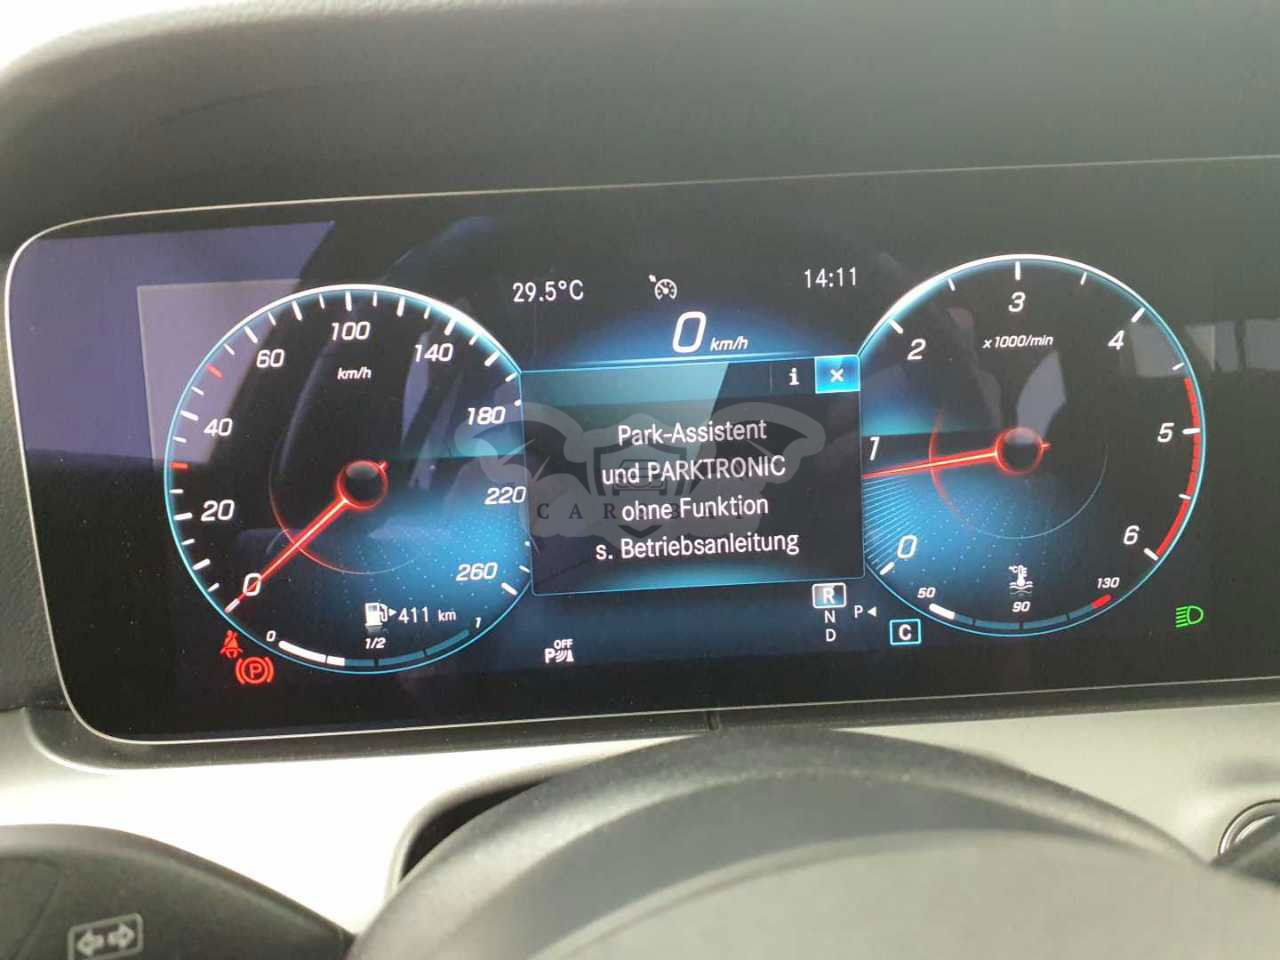 29.5°C
14:11
0 km/h
i ×
Park-Assistent
und PARKTRONIC
ohne Funktion
s. Betriebsanleitung
0
20
40
60
100
140
180
220
260
km/h
411 km
0 1/2 1
OFF
P
(P)
R
N
D
P
C
0
1
2
3
4
5
6
x1000/min
°C
50 90 130